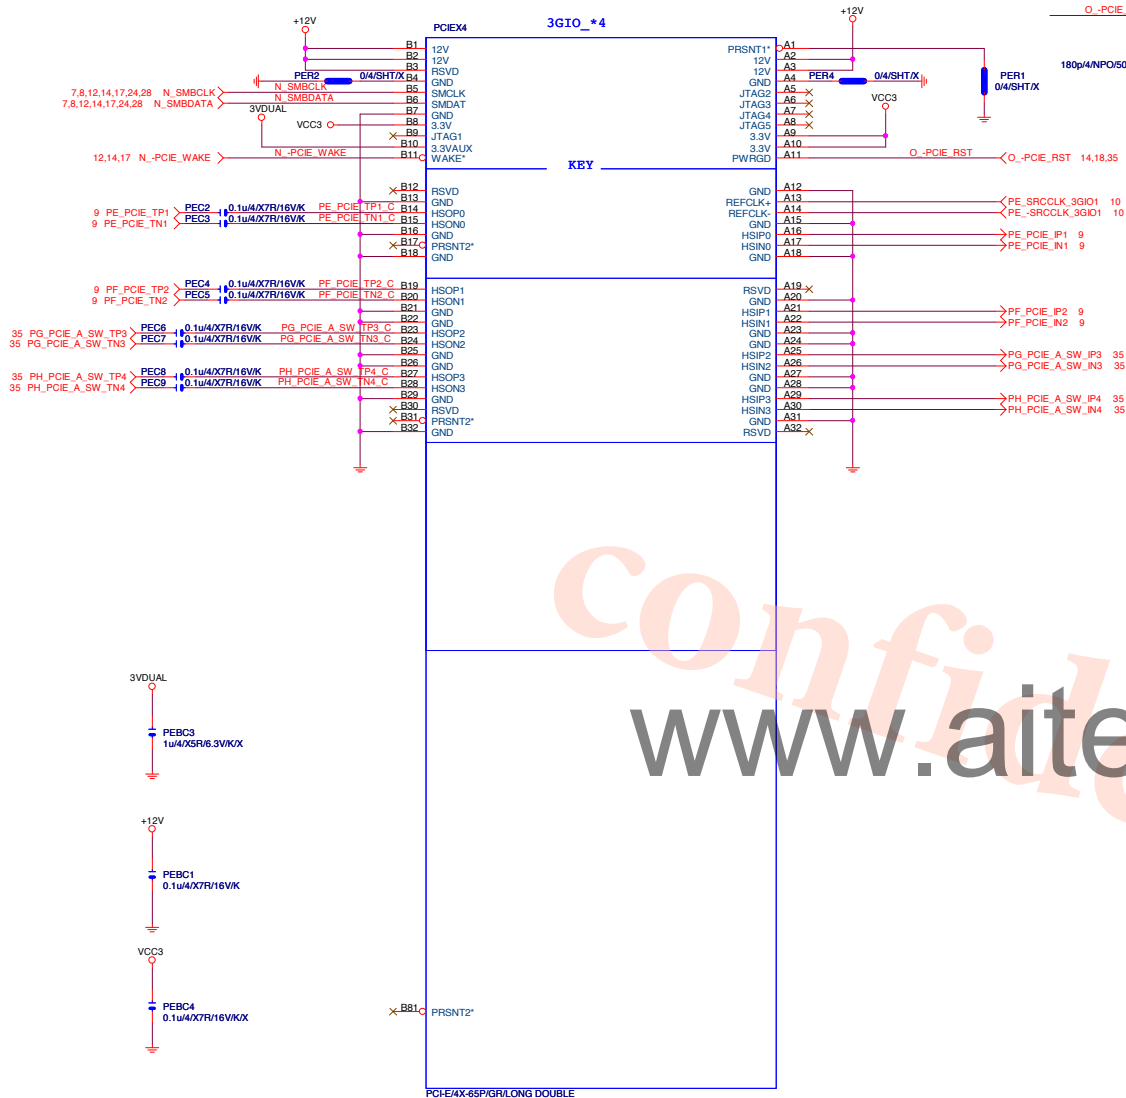 3GIO_*4
PCIEX4
+12V
+12V
O_-PCIE_
B1 12V
B2 12V
B3 RSVD
B4 GND
PER2 0/4/SHT/X
B5 SMCLK
7,8,12,14,17,24,28 N_SMBCLK N_SMBCLK
B6 SMDAT
7,8,12,14,17,24,28 N_SMBDATA N_SMBDATA
B7 GND
3VDUAL
VCC3
B8 3.3V
B9 JTAG1
B10 3.3VAUX
12,14,17 N_-PCIE_WAKE N_-PCIE_WAKE
B11 WAKE*
PRSNT1* A1
12V A2
12V A3
GND A4
PER4 0/4/SHT/X
PER1
0/4/SHT/X
180p/4/NPO/50
JTAG2 A5
JTAG3 A6
JTAG4 A7
JTAG5 A8
VCC3
3.3V A9
3.3V A10
PWRGD A11
O_-PCIE_RST O_-PCIE_RST 14,18,35
KEY
B12 RSVD
B13 GND
9 PE_PCIE_TP1 PEC2 0.1u/4/X7R/16V/K PE_PCIE_TP1_C B14 HSOP0
9 PE_PCIE_TN1 PEC3 0.1u/4/X7R/16V/K PE_PCIE_TN1_C B15 HSON0
B16 GND
B17 PRSNT2*
B18 GND
GND A12
REFCLK+ A13 PE_SRCCLK_3GIO1 10
REFCLK- A14 PE_-SRCCLK_3GIO1 10
GND A15
HSIP0 A16 PE_PCIE_IP1 9
HSIN0 A17 PE_PCIE_IN1 9
GND A18
9 PF_PCIE_TP2 PEC4 0.1u/4/X7R/16V/K PF_PCIE_TP2_C B19 HSOP1
9 PF_PCIE_TN2 PEC5 0.1u/4/X7R/16V/K PF_PCIE_TN2_C B20 HSON1
B21 GND
B22 GND
35 PG_PCIE_A_SW_TP3 PEC6 0.1u/4/X7R/16V/K PG_PCIE_A_SW_TP3_C B23 HSOP2
35 PG_PCIE_A_SW_TN3 PEC7 0.1u/4/X7R/16V/K PG_PCIE_A_SW_TN3_C B24 HSON2
B25 GND
B26 GND
35 PH_PCIE_A_SW_TP4 PEC8 0.1u/4/X7R/16V/K PH_PCIE_A_SW_TP4_C B27 HSOP3
35 PH_PCIE_A_SW_TN4 PEC9 0.1u/4/X7R/16V/K PH_PCIE_A_SW_TN4_C B28 HSON3
B29 GND
B30 RSVD
B31 PRSNT2*
B32 GND
RSVD A19
GND A20
HSIP1 A21 PF_PCIE_IP2 9
HSIN1 A22 PF_PCIE_IN2 9
GND A23
GND A24
HSIP2 A25 PG_PCIE_A_SW_IP3 35
HSIN2 A26 PG_PCIE_A_SW_IN3 35
GND A27
GND A28
HSIP3 A29 PH_PCIE_A_SW_IP4 35
HSIN3 A30 PH_PCIE_A_SW_IN4 35
GND A31
RSVD A32
confid
www.aite
3VDUAL
PEBC3
1u/4/X5R/6.3V/K/X
+12V
PEBC1
0.1u/4/X7R/16V/K
VCC3
PEBC4
0.1u/4/X7R/16V/K/X
B81 PRSNT2*
PCI-E/4X-65P/GR/LONG DOUBLE